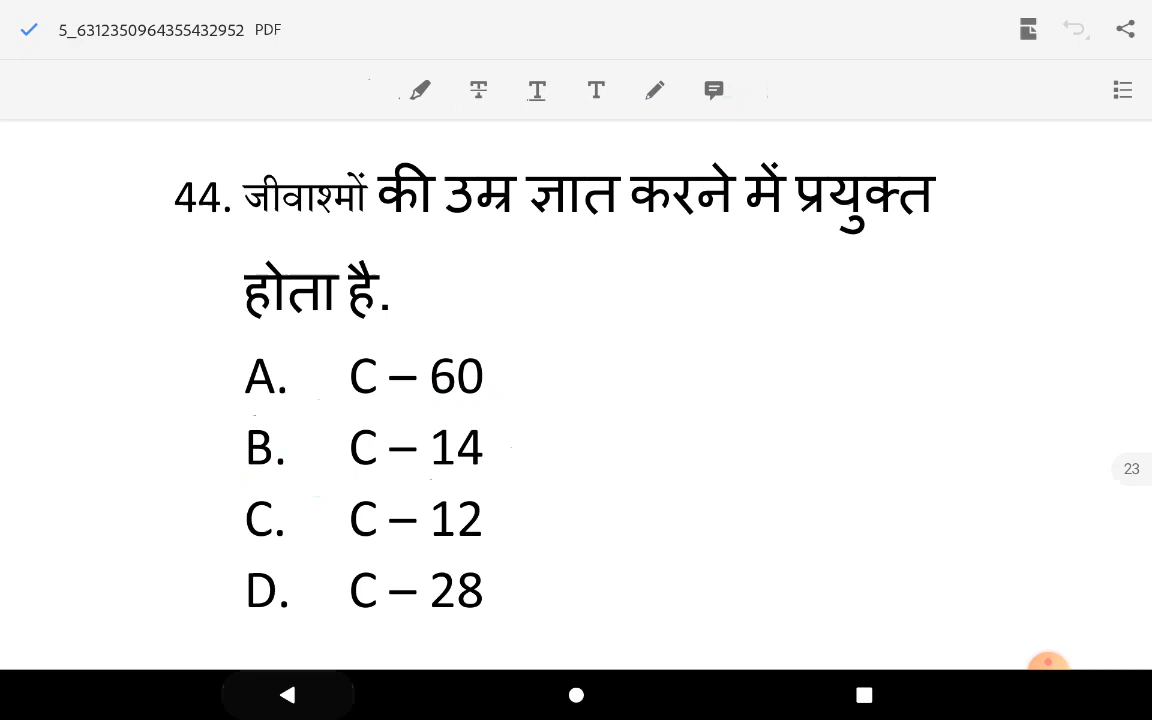 5_6312350964355432952 PDF
44. जीवाश्मों की उम्र ज्ञात करने में प्रयुक्त
होता है.
A. C – 60
B. C – 14
23
C. C – 12
D. C – 28